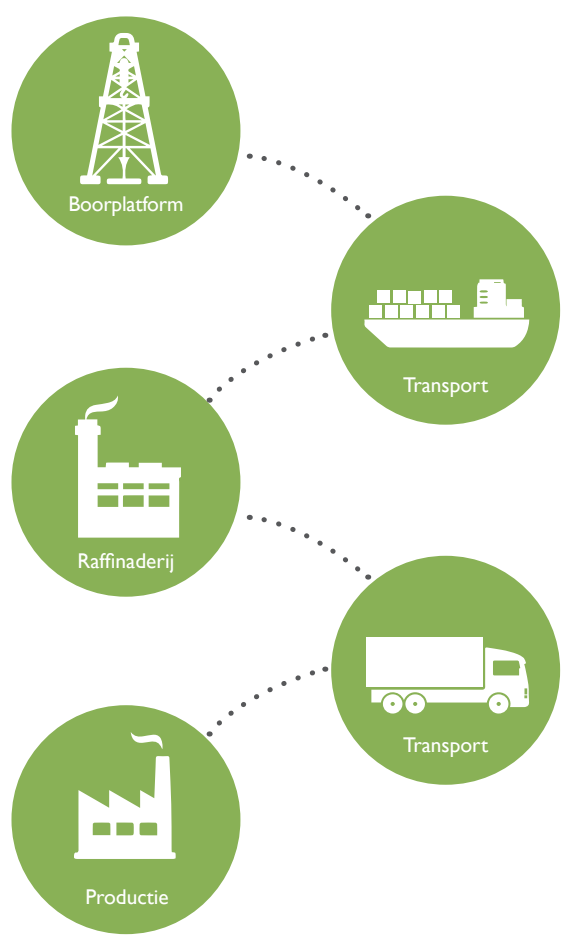 Boorplatform
Transport
Raffinaderij
Transport
Productie